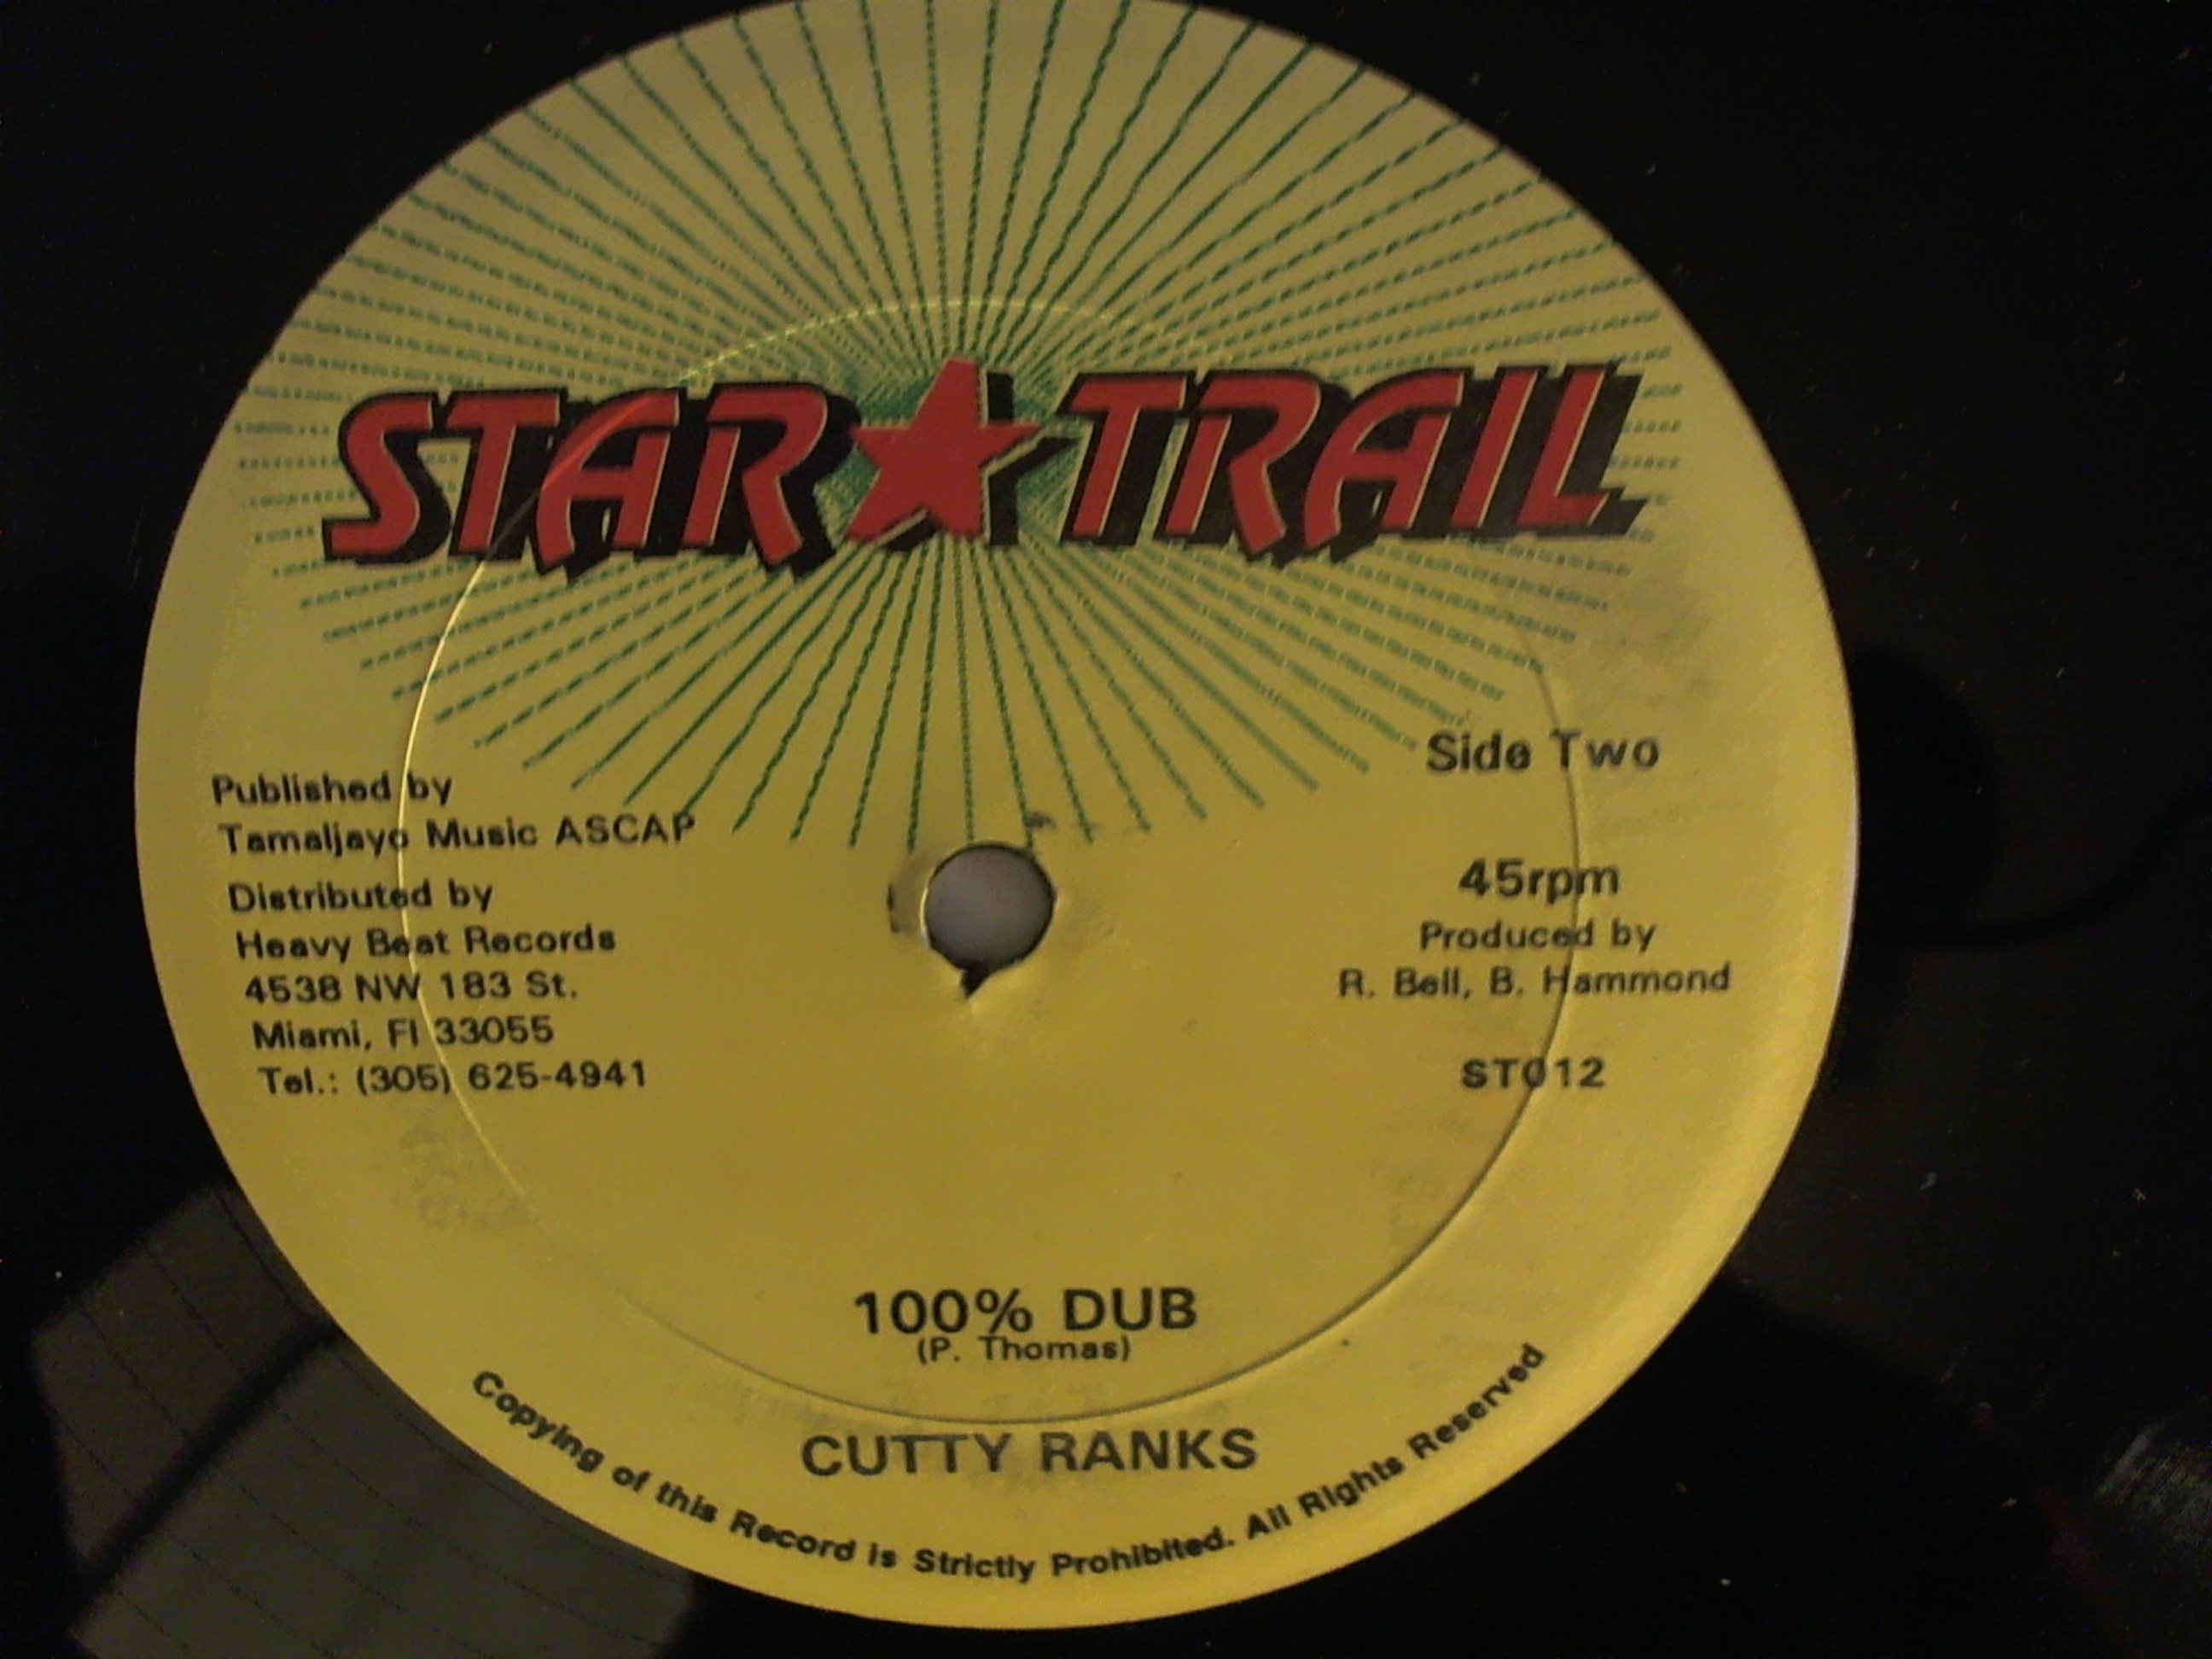 STAR★TRAIL
Published by
Tamaljayo Music ASCAP
Distributed by
Heavy Beat Records
4538 NW 183 St.
Miami, Fl 33055
Tel.: (305) 625-4941
Side Two
45rpm
Produced by
R. Bell, B. Hammond
ST012
100% DUB
(P. Thomas)
CUTTY RANKS
Copying of this Record is Strictly Prohibited. All Rights Reserved